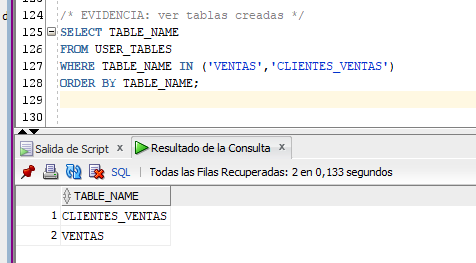 124 /* EVIDENCIA: ver tablas creadas */
125 SELECT TABLE_NAME
126 FROM USER_TABLES
127 WHERE TABLE_NAME IN ('VENTAS','CLIENTES_VENTAS')
128 ORDER BY TABLE_NAME;
129
130
Salida de Script x Resultado de la Consulta x
SQL | Todas las Filas Recuperadas: 2 en 0,133 segundos
TABLE_NAME
1 CLIENTES_VENTAS
2 VENTAS